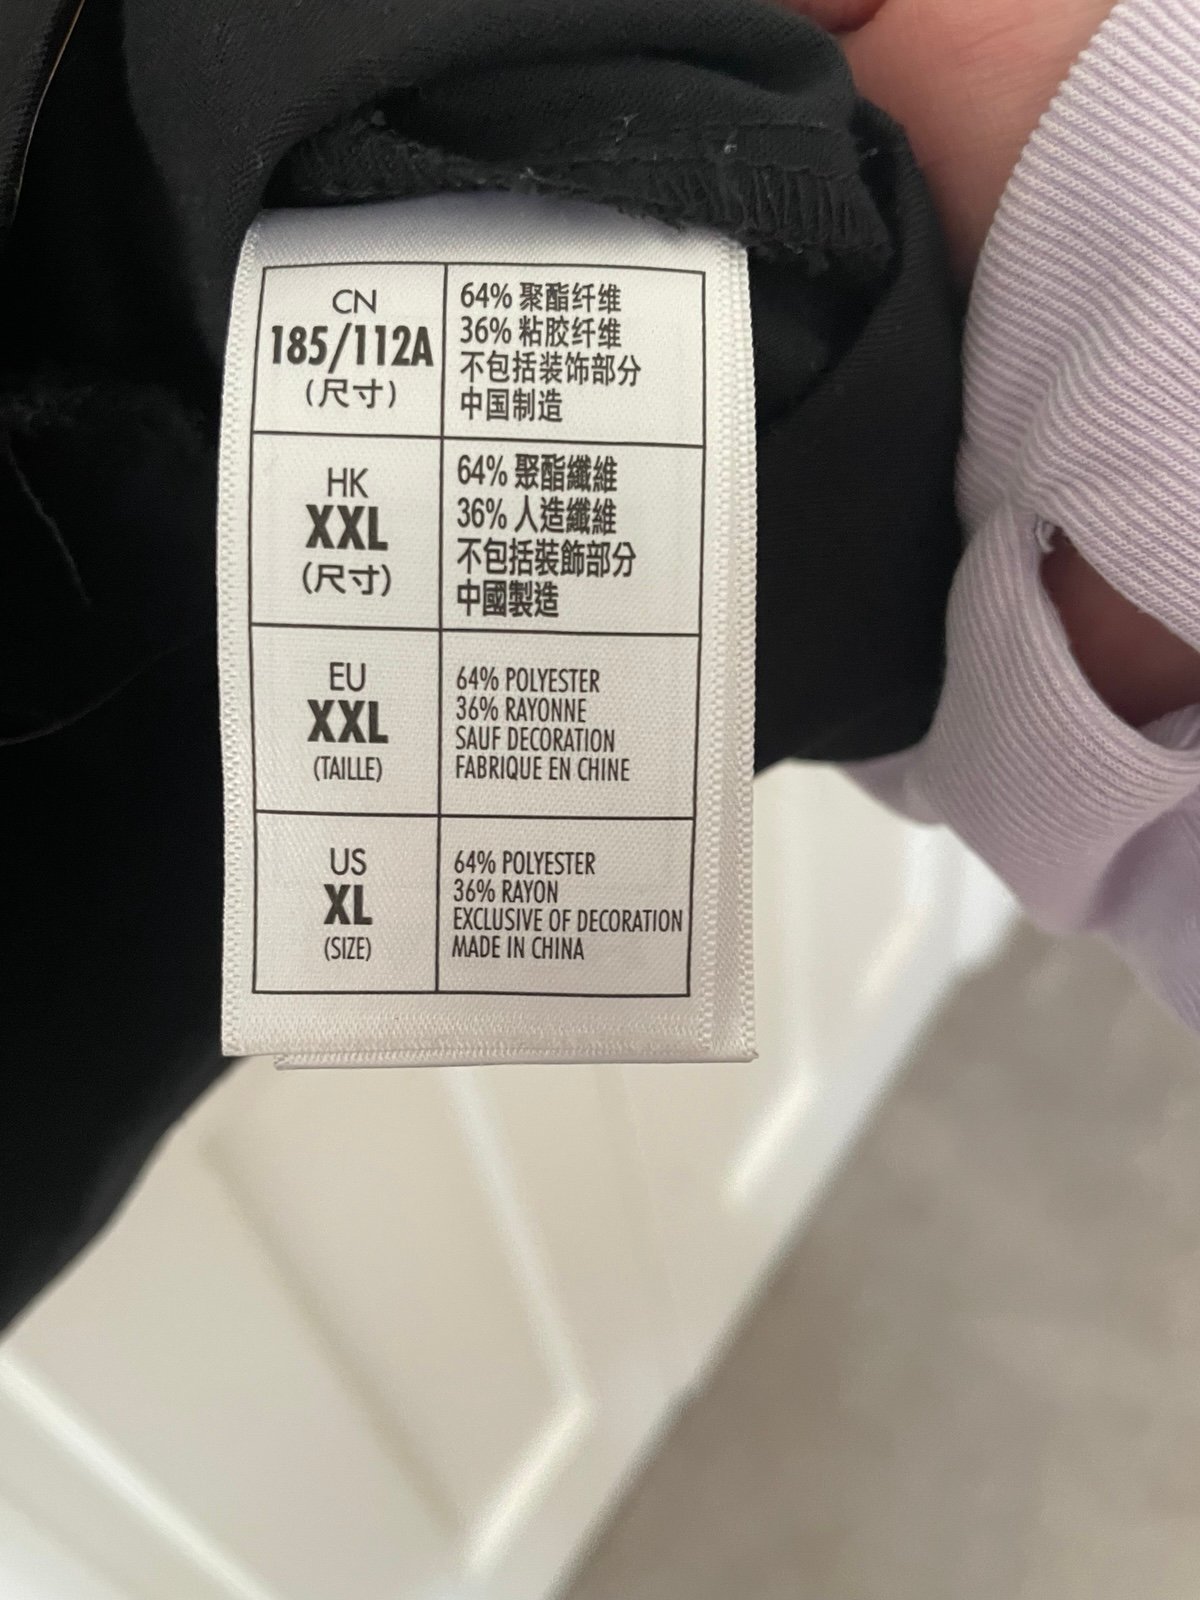 CN
185/112A
(尺寸)
64% 聚酯纤维
36% 粘胶纤维
不包括装饰部分
中国制造
HK
XXL
(尺寸)
64% 聚酯纖維
36% 人造纖維
不包括裝飾部分
中國製造
EU
XXL
(TAILLE)
64% POLYESTER
36% RAYONNE
SAUF DECORATION
FABRIQUE EN CHINE
US
XL
(SIZE)
64% POLYESTER
36% RAYON
EXCLUSIVE OF DECORATION
MADE IN CHINA